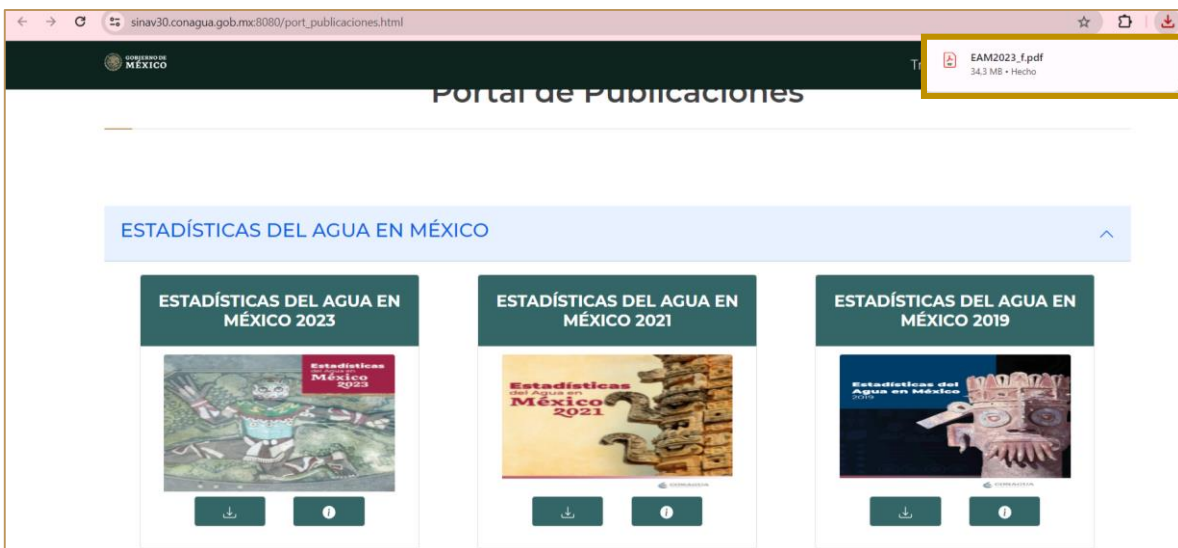 sinav30.conagua.gob.mx:8080/port_publicaciones.html
GOBIERNO DE
MÉXICO
Tr
EAM2023_f.pdf
34,3 MB • Hecho
Portal de Publicaciones
ESTADÍSTICAS DEL AGUA EN MÉXICO
ESTADÍSTICAS DEL AGUA EN
MÉXICO 2023
ESTADÍSTICAS DEL AGUA EN
MÉXICO 2021
ESTADÍSTICAS DEL AGUA EN
MÉXICO 2019
Estadísticas
del Agua en
México
2023
Estadísticas
del Agua en
México
2021
Estadísticas del
Agua en México
2019